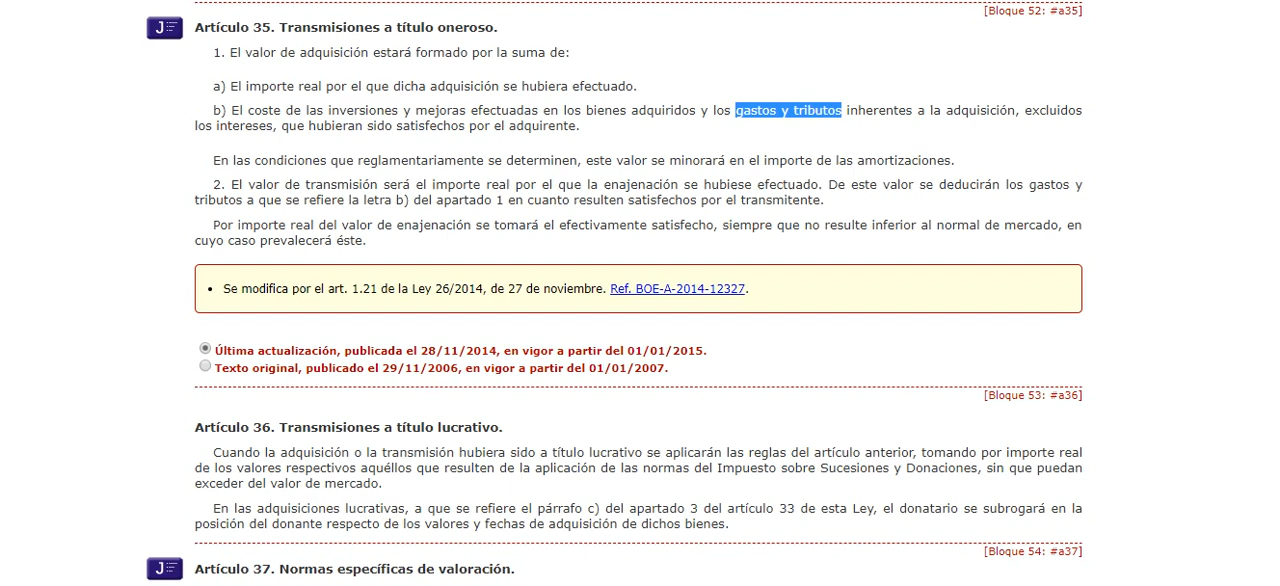 [Bloque 52: #a35]
J
Artículo 35. Transmisiones a título oneroso.
1. El valor de adquisición estará formado por la suma de:
a) El importe real por el que dicha adquisición se hubiera efectuado.
b) El coste de las inversiones y mejoras efectuadas en los bienes adquiridos y los gastos y tributos inherentes a la adquisición, excluidos
los intereses, que hubieran sido satisfechos por el adquirente.
En las condiciones que reglamentariamente se determinen, este valor se minorará en el importe de las amortizaciones.
2. El valor de transmisión será el importe real por el que la enajenación se hubiese efectuado. De este valor se deducirán los gastos y
tributos a que se refiere la letra b) del apartado 1 en cuanto resulten satisfechos por el transmitente.
Por importe real del valor de enajenación se tomará el efectivamente satisfecho, siempre que no resulte inferior al normal de mercado, en
cuyo caso prevalecerá éste.
• Se modifica por el art. 1.21 de la Ley 26/2014, de 27 de noviembre. Ref. BOE-A-2014-12327.
Última actualización, publicada el 28/11/2014, en vigor a partir del 01/01/2015.
Texto original, publicado el 29/11/2006, en vigor a partir del 01/01/2007.
[Bloque 53: #a36]
Artículo 36. Transmisiones a título lucrativo.
Cuando la adquisición o la transmisión hubiera sido a título lucrativo se aplicarán las reglas del artículo anterior, tomando por importe real
de los valores respectivos aquéllos que resulten de la aplicación de las normas del Impuesto sobre Sucesiones y Donaciones, sin que puedan
exceder del valor de mercado.
En las adquisiciones lucrativas, a que se refiere el párrafo c) del apartado 3 del artículo 33 de esta Ley, el donatario se subrogará en la
posición del donante respecto de los valores y fechas de adquisición de dichos bienes.
[Bloque 54: #a37]
J
Artículo 37. Normas específicas de valoración.